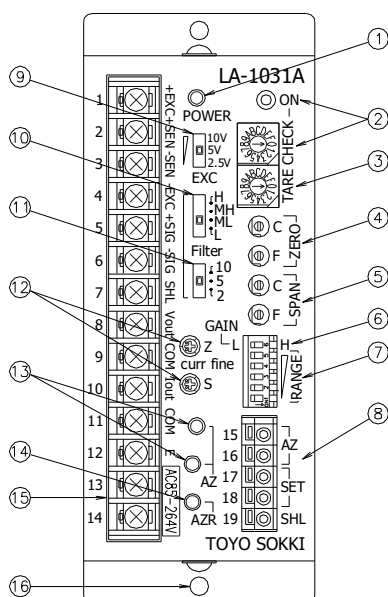 LA-1031A
POWER
ON
TARE CHECK
10V
5V
2.5V
EXC
H
MH
ML
L
Filter
10
5
2
C
F
ZERO
C
F
SPAN
GAIN
L
H
RANGE
Z
curr fine
S
AZ
AZR
1
2
3
4
5
6
7
8
9
10
11
12
13
14
+EXC
+SEN
-SEN
-EXC
+SIG
-SIG
SHL
Vout
COM
Iout
COM
E
AC85-264V
15
16
17
18
19
AZ
SET
SHL
TOYO SOKKI
①
②
③
④
⑤
⑥
⑦
⑧
⑨
⑩
⑪
⑫
⑬
⑭
⑮
⑯